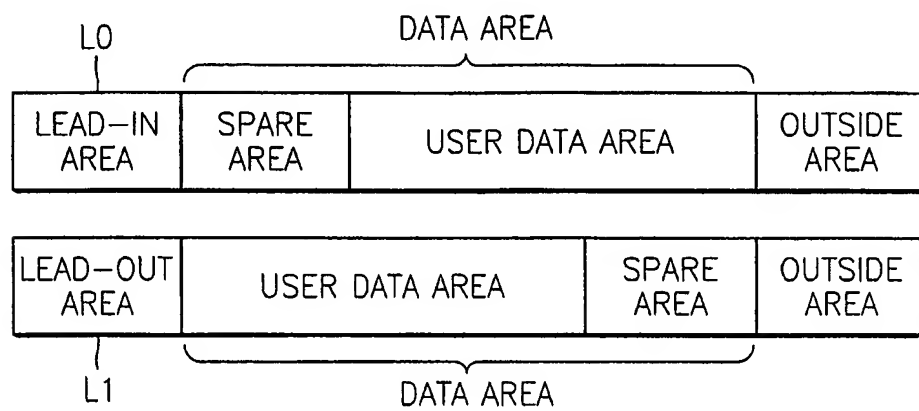 L0
DATA AREA
LEAD-IN
AREA
SPARE
AREA
USER DATA AREA
OUTSIDE
AREA
LEAD-OUT
AREA
USER DATA AREA
SPARE
AREA
OUTSIDE
AREA
L1
DATA AREA